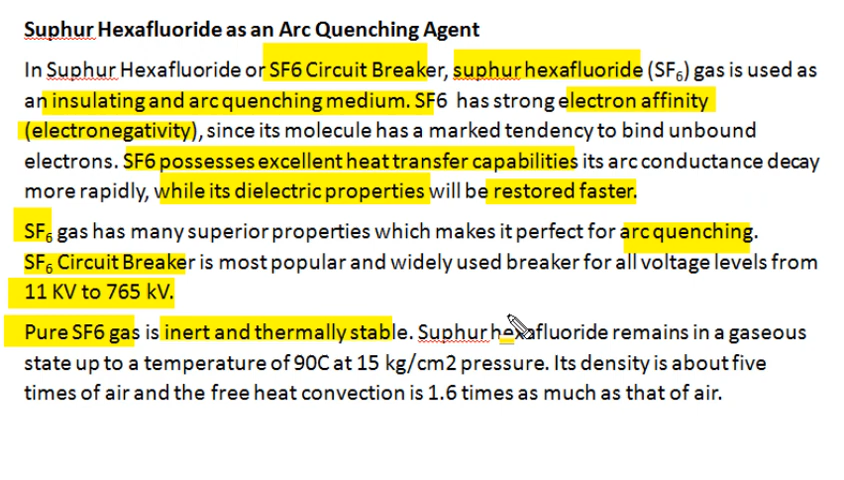 Suphur Hexafluoride as an Arc Quenching Agent
In Suphur Hexafluoride or SF6 Circuit Breaker, suphur hexafluoride (SF₆) gas is used as
an insulating and arc quenching medium. SF6 has strong electron affinity
(electronegativity), since its molecule has a marked tendency to bind unbound
electrons. SF6 possesses excellent heat transfer capabilities its arc conductance decay
more rapidly, while its dielectric properties will be restored faster.
SF₆ gas has many superior properties which makes it perfect for arc quenching.
SF₆ Circuit Breaker is most popular and widely used breaker for all voltage levels from
11 KV to 765 kV.
Pure SF6 gas is inert and thermally stable. Suphur hexafluoride remains in a gaseous
state up to a temperature of 90C at 15 kg/cm2 pressure. Its density is about five
times of air and the free heat convection is 1.6 times as much as that of air.